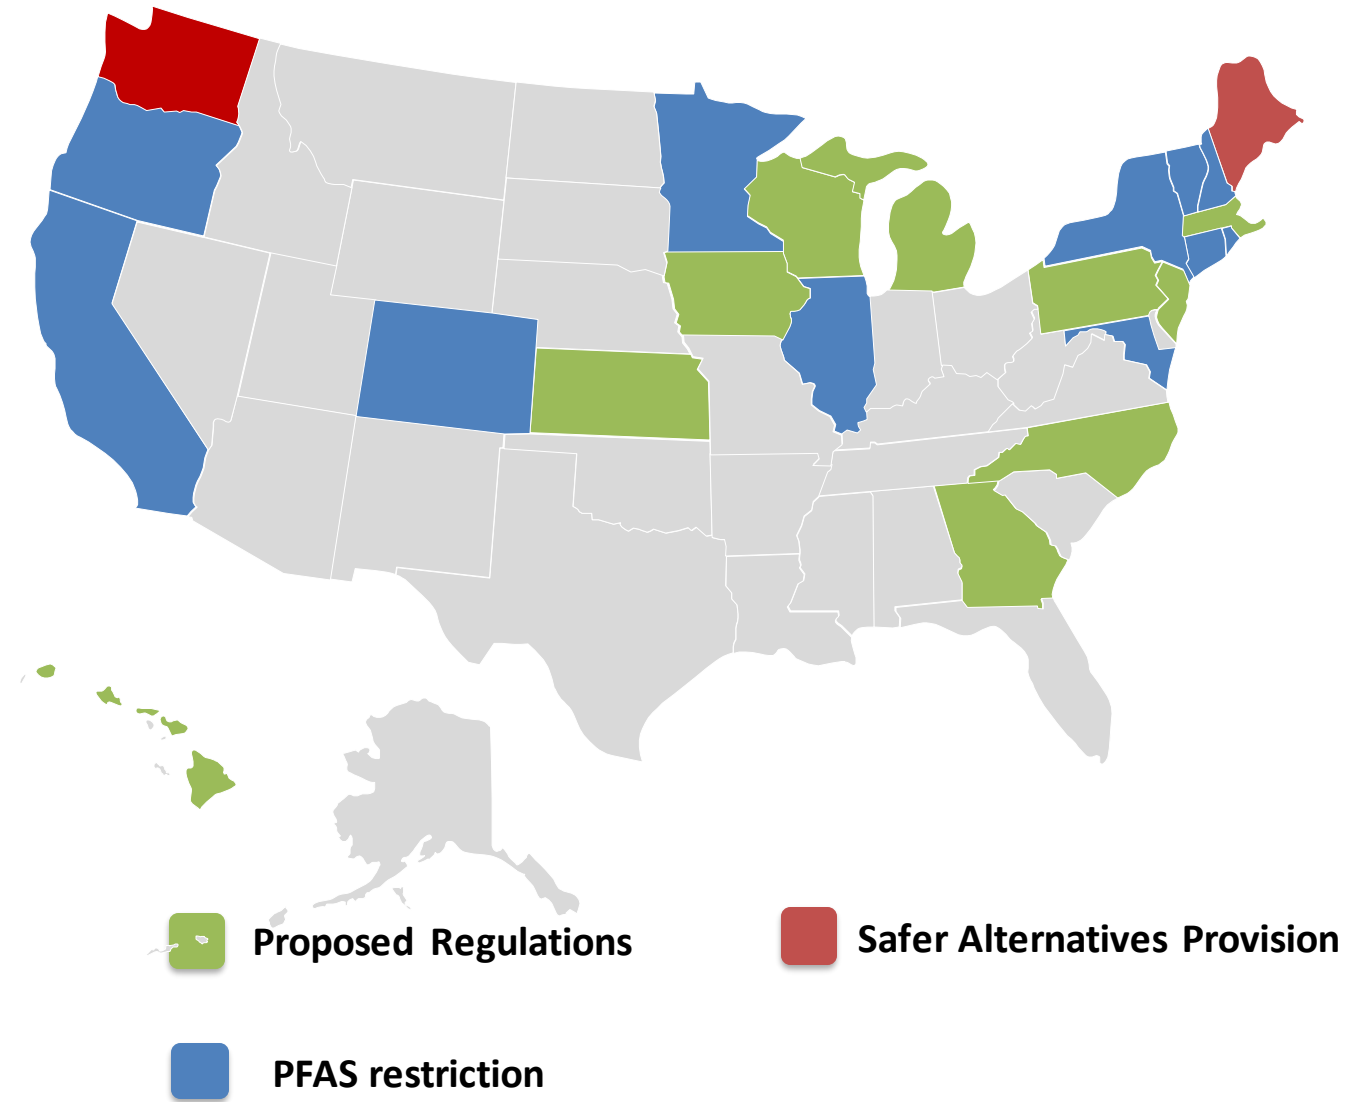 Proposed Regulations
Safer Alternatives Provision
PFAS restriction